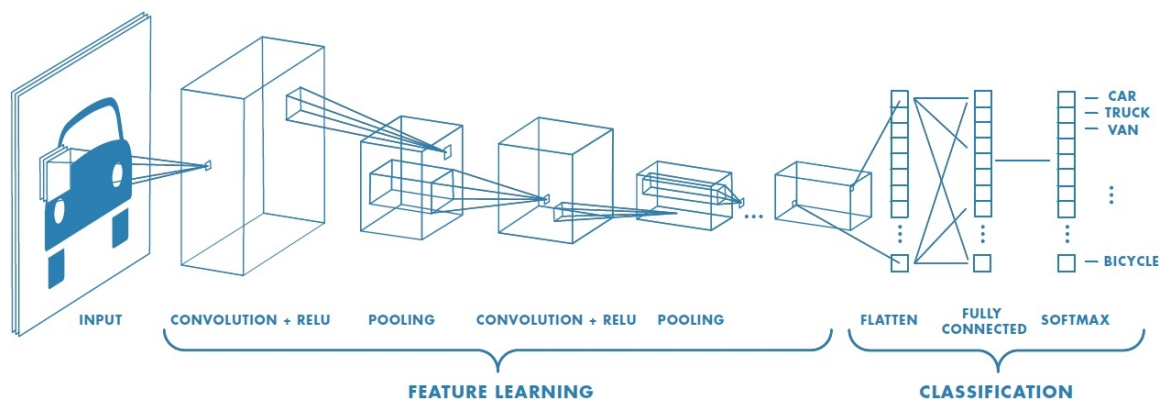 CAR
TRUCK
VAN
BICYCLE
INPUT
CONVOLUTION + RELU
POOLING
CONVOLUTION + RELU
POOLING
FLATTEN
FULLY
CONNECTED
SOFTMAX
FEATURE LEARNING
CLASSIFICATION